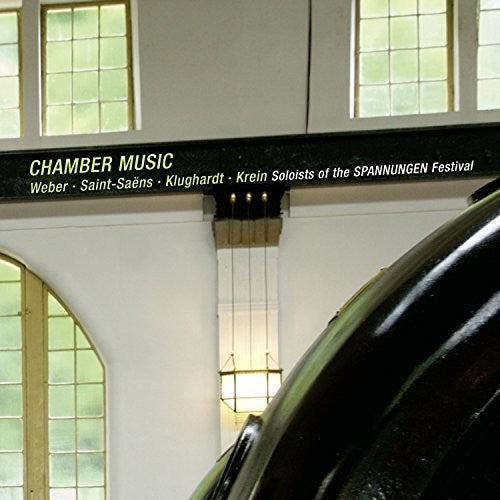 CHAMBER MUSIC
Weber · Saint-Saëns · Klughardt · Krein Soloists of the SPANNUNGEN Festival